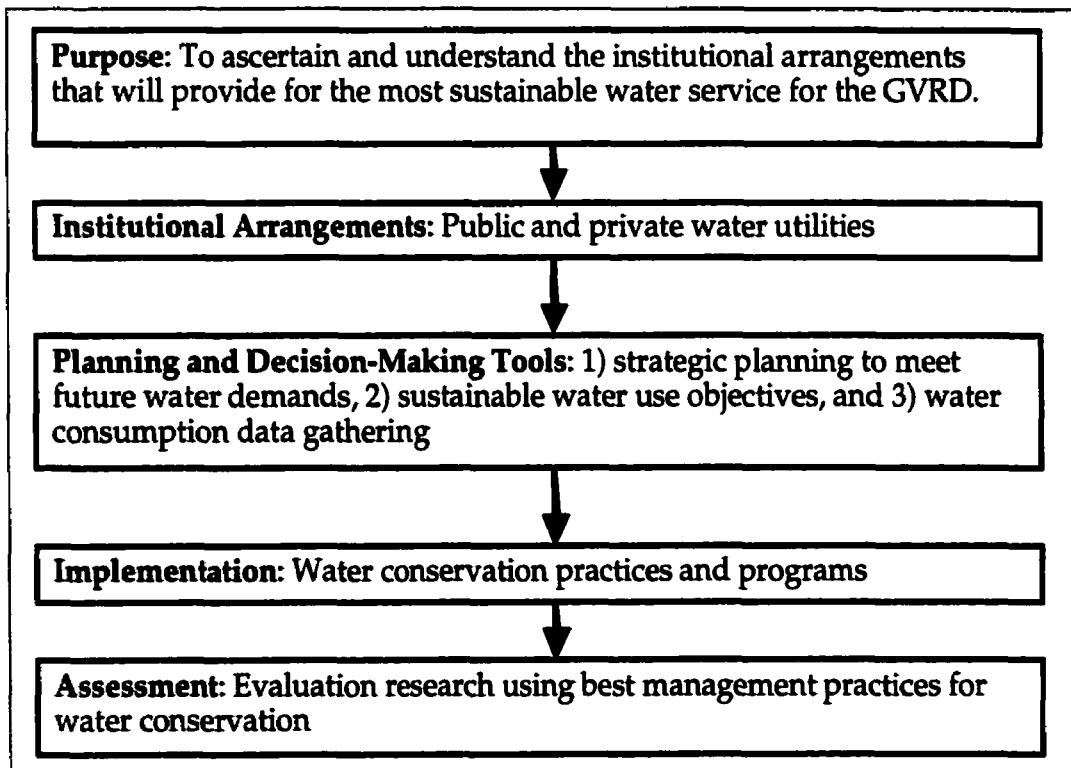 Purpose: To ascertain and understand the institutional arrangements
that will provide for the most sustainable water service for the GVRD.
Institutional Arrangements: Public and private water utilities
Planning and Decision-Making Tools: 1) strategic planning to meet
future water demands, 2) sustainable water use objectives, and 3) water
consumption data gathering
Implementation: Water conservation practices and programs
Assessment: Evaluation research using best management practices for
water conservation